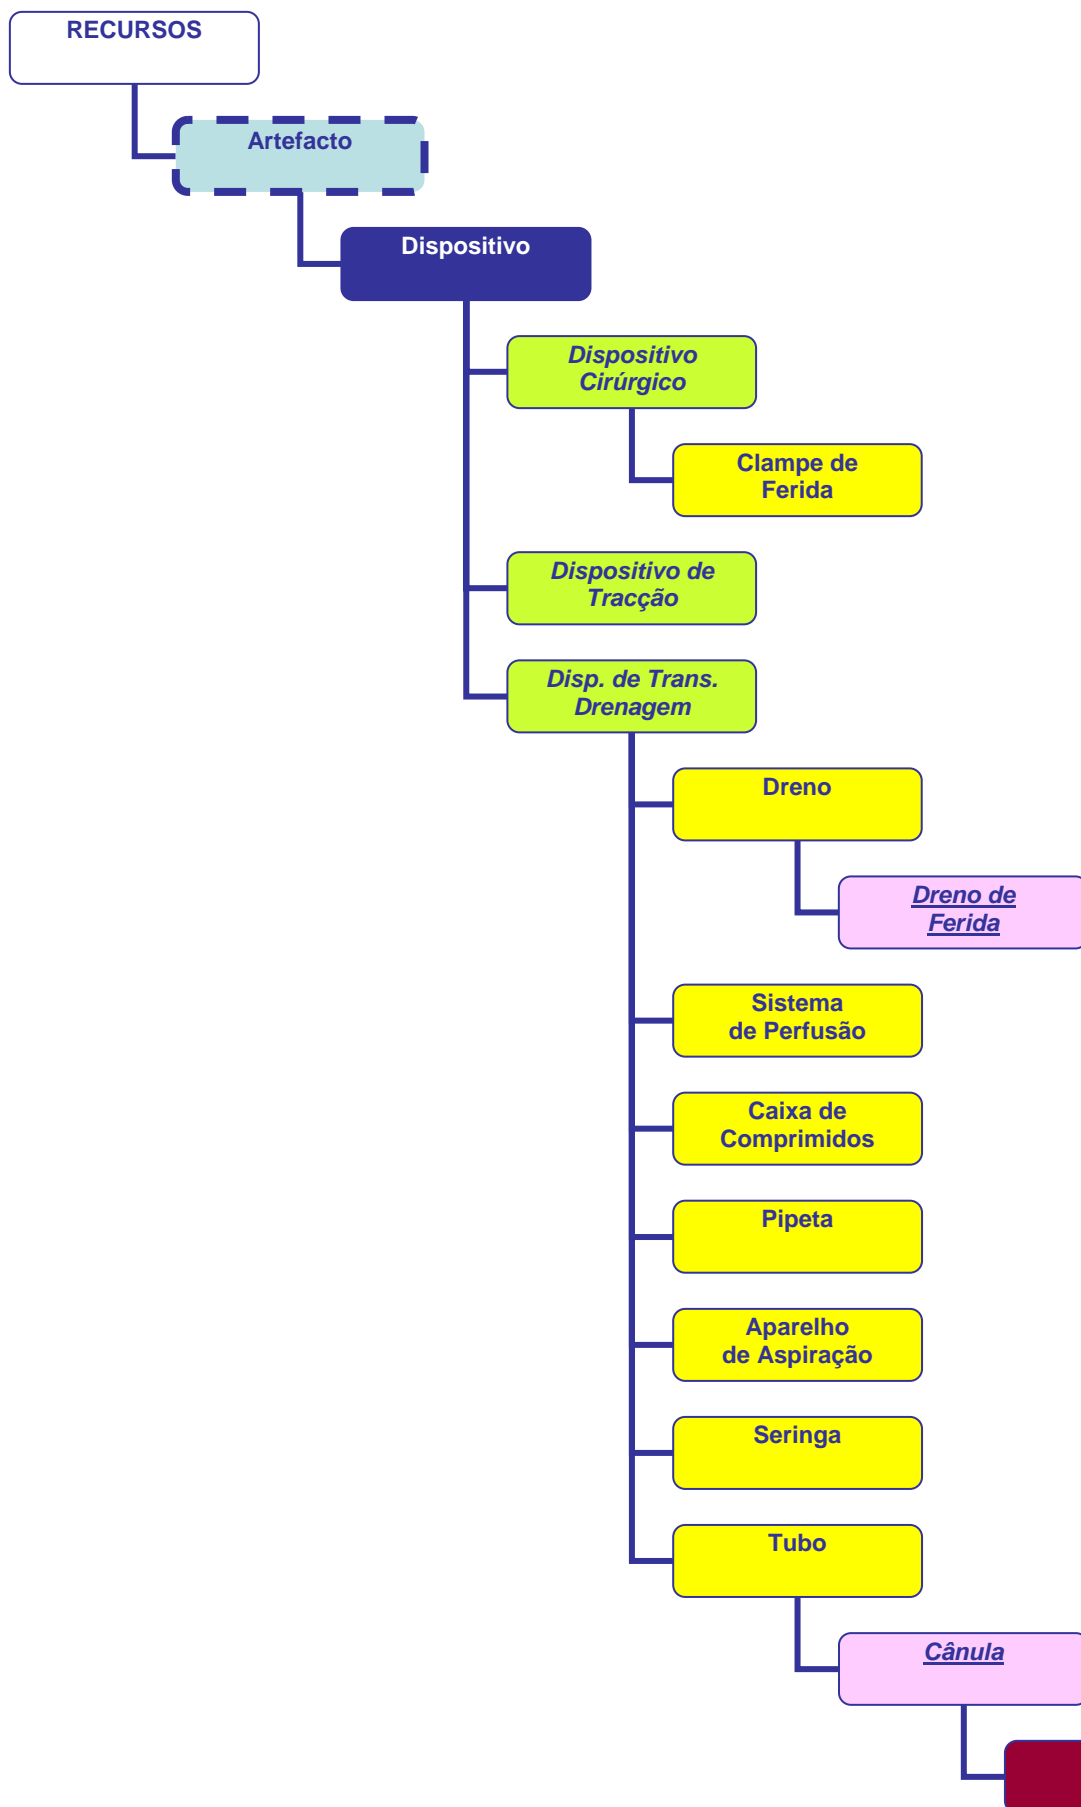 RECURSOS
Artefacto
Dispositivo
Dispositivo
Cirúrgico
Clampe de
Ferida
Dispositivo de
Tracção
Disp. de Trans.
Drenagem
Dreno
Dreno de
Ferida
Sistema
de Perfusão
Caixa de
Comprimidos
Pipeta
Aparelho
de Aspiração
Seringa
Tubo
Cânula